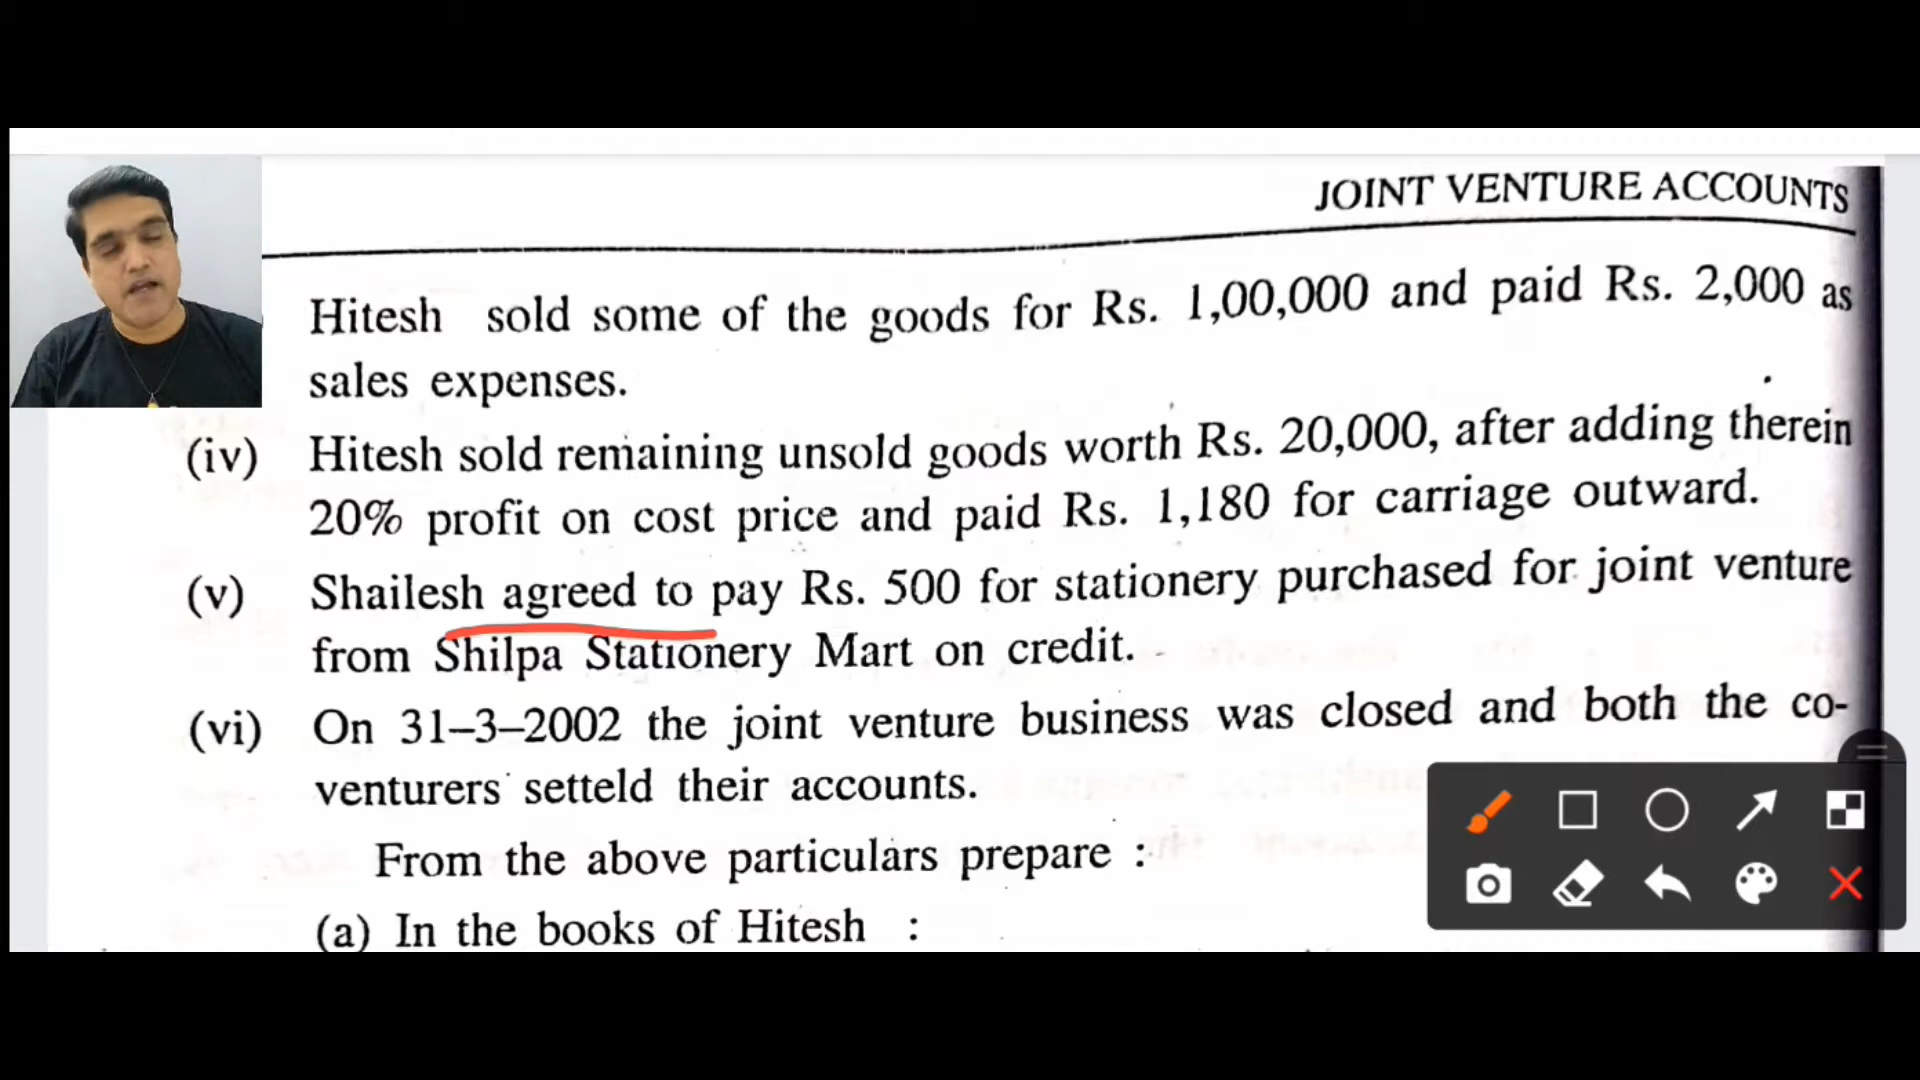 JOINT VENTURE ACCOUNTS
Hitesh sold some of the goods for Rs. 1,00,000 and paid Rs. 2,000 as
sales expenses.
(iv) Hitesh sold remaining unsold goods worth Rs. 20,000, after adding therein
20% profit on cost price and paid Rs. 1,180 for carriage outward.
(v) Shailesh agreed to pay Rs. 500 for stationery purchased for joint venture
from Shilpa Stationery Mart on credit.
(vi) On 31–3–2002 the joint venture business was closed and both the co-
venturers setteld their accounts.
From the above particulars prepare :
(a) In the books of Hitesh :